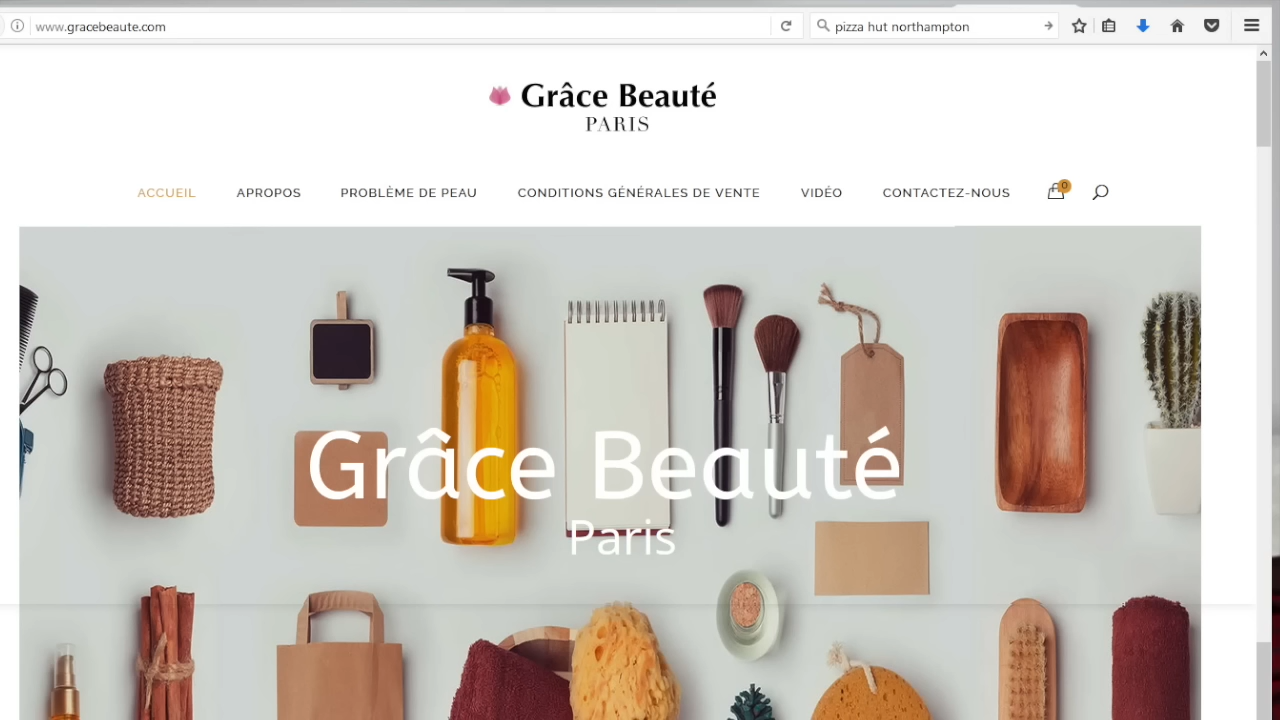 www.gracebeaute.com
pizza hut northampton
Grâce Beauté
PARIS
ACCUEIL APROPOS PROBLÈME DE PEAU CONDITIONS GÉNÉRALES DE VENTE VIDÉO CONTACTEZ-NOUS 0
Grâce Beauté
Paris